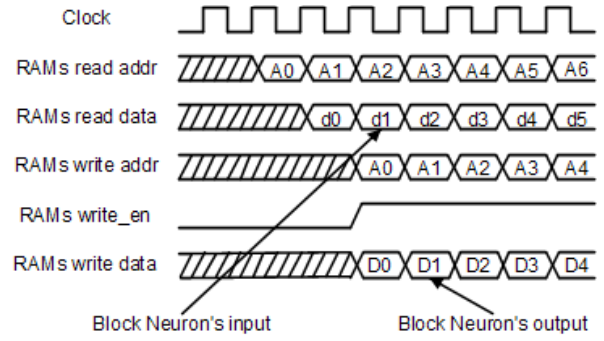 Clock
RAMs read addr A0 A1 A2 A3 A4 A5 A6
RAMs read data d0 d1 d2 d3 d4 d5
RAMs write addr A0 A1 A2 A3 A4
RAMs write_en
RAMs write data D0 D1 D2 D3 D4
Block Neuron's input Block Neuron's output